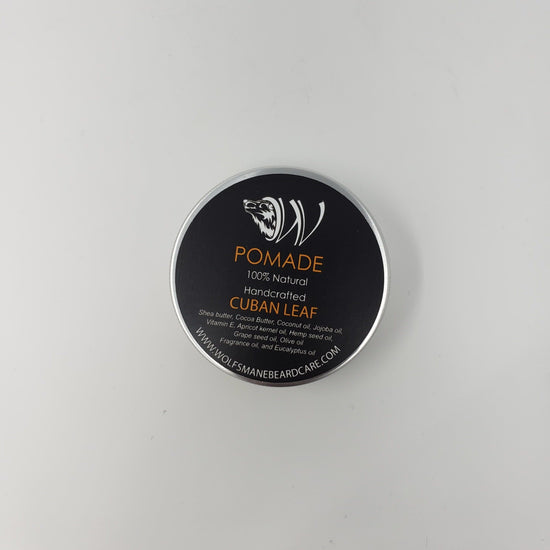 W
POMADE
100% Natural
Handcrafted
CUBAN LEAF
Shea butter, Cocoa Butter, Coconut oil, Jojoba oil,
Vitamin E, Apricot kernel oil, Hemp seed oil,
Grape seed oil, Olive oil
Fragrance oil, and Eucalyptus oil
WWW.WOLFSMANEBEARDCARE.COM